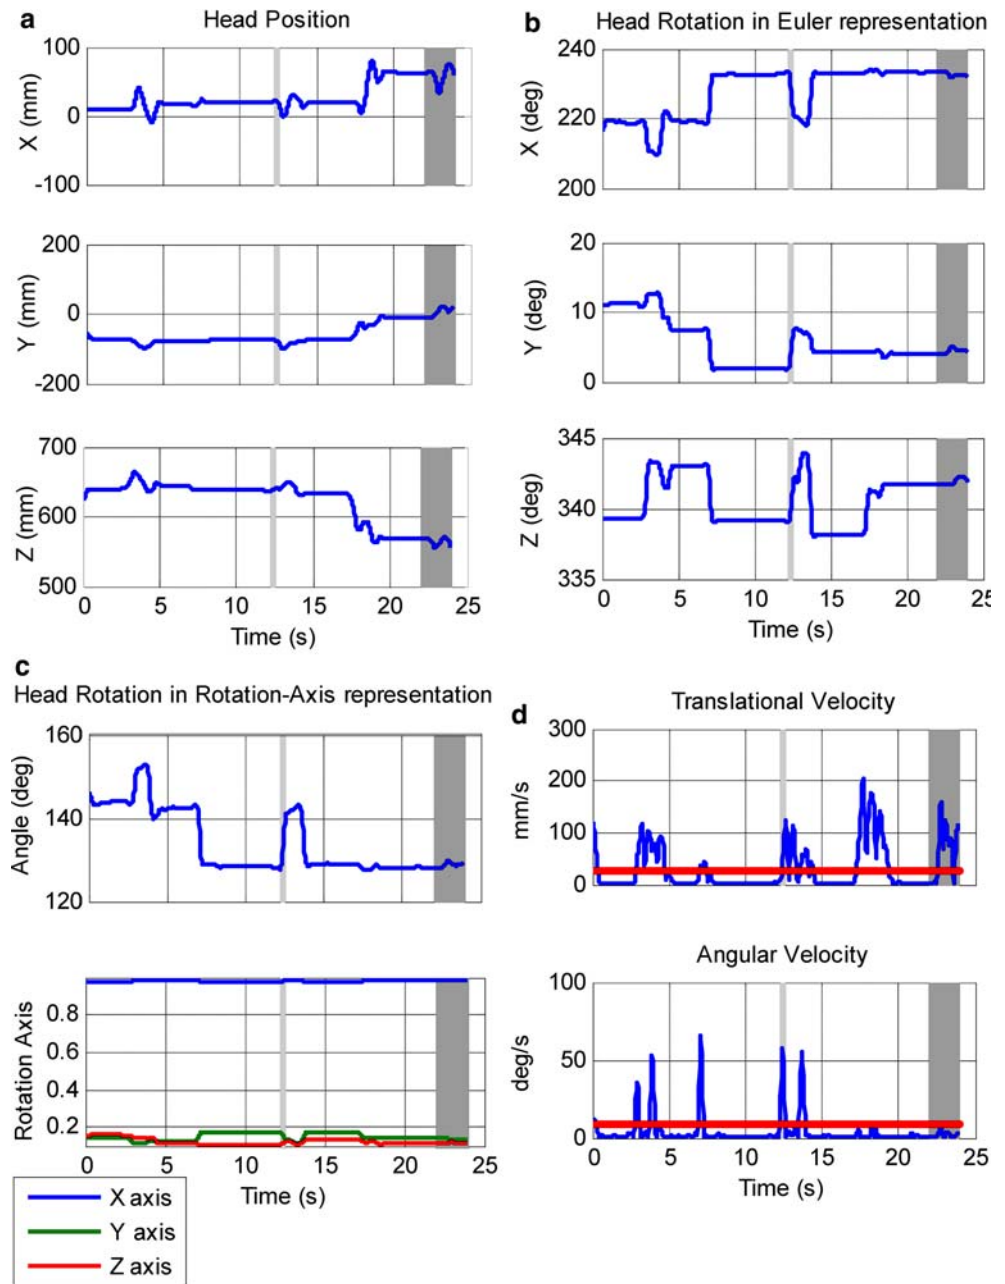 a
Head Position
X (mm)
100
0
-100
Y (mm)
200
0
-200
Z (mm)
700
600
500
0 5 10 15 20 25
Time (s)
b
Head Rotation in Euler representation
X (deg)
240
220
200
Y (deg)
20
10
0
Z (deg)
345
340
335
0 5 10 15 20 25
Time (s)
c
Head Rotation in Rotation-Axis representation
Angle (deg)
160
140
120
Rotation Axis
0.8
0.6
0.4
0.2
0 5 10 15 20 25
Time (s)
X axis
Y axis
Z axis
d
Translational Velocity
mm/s
300
200
100
0
Angular Velocity
deg/s
100
50
0
0 5 10 15 20 25
Time (s)